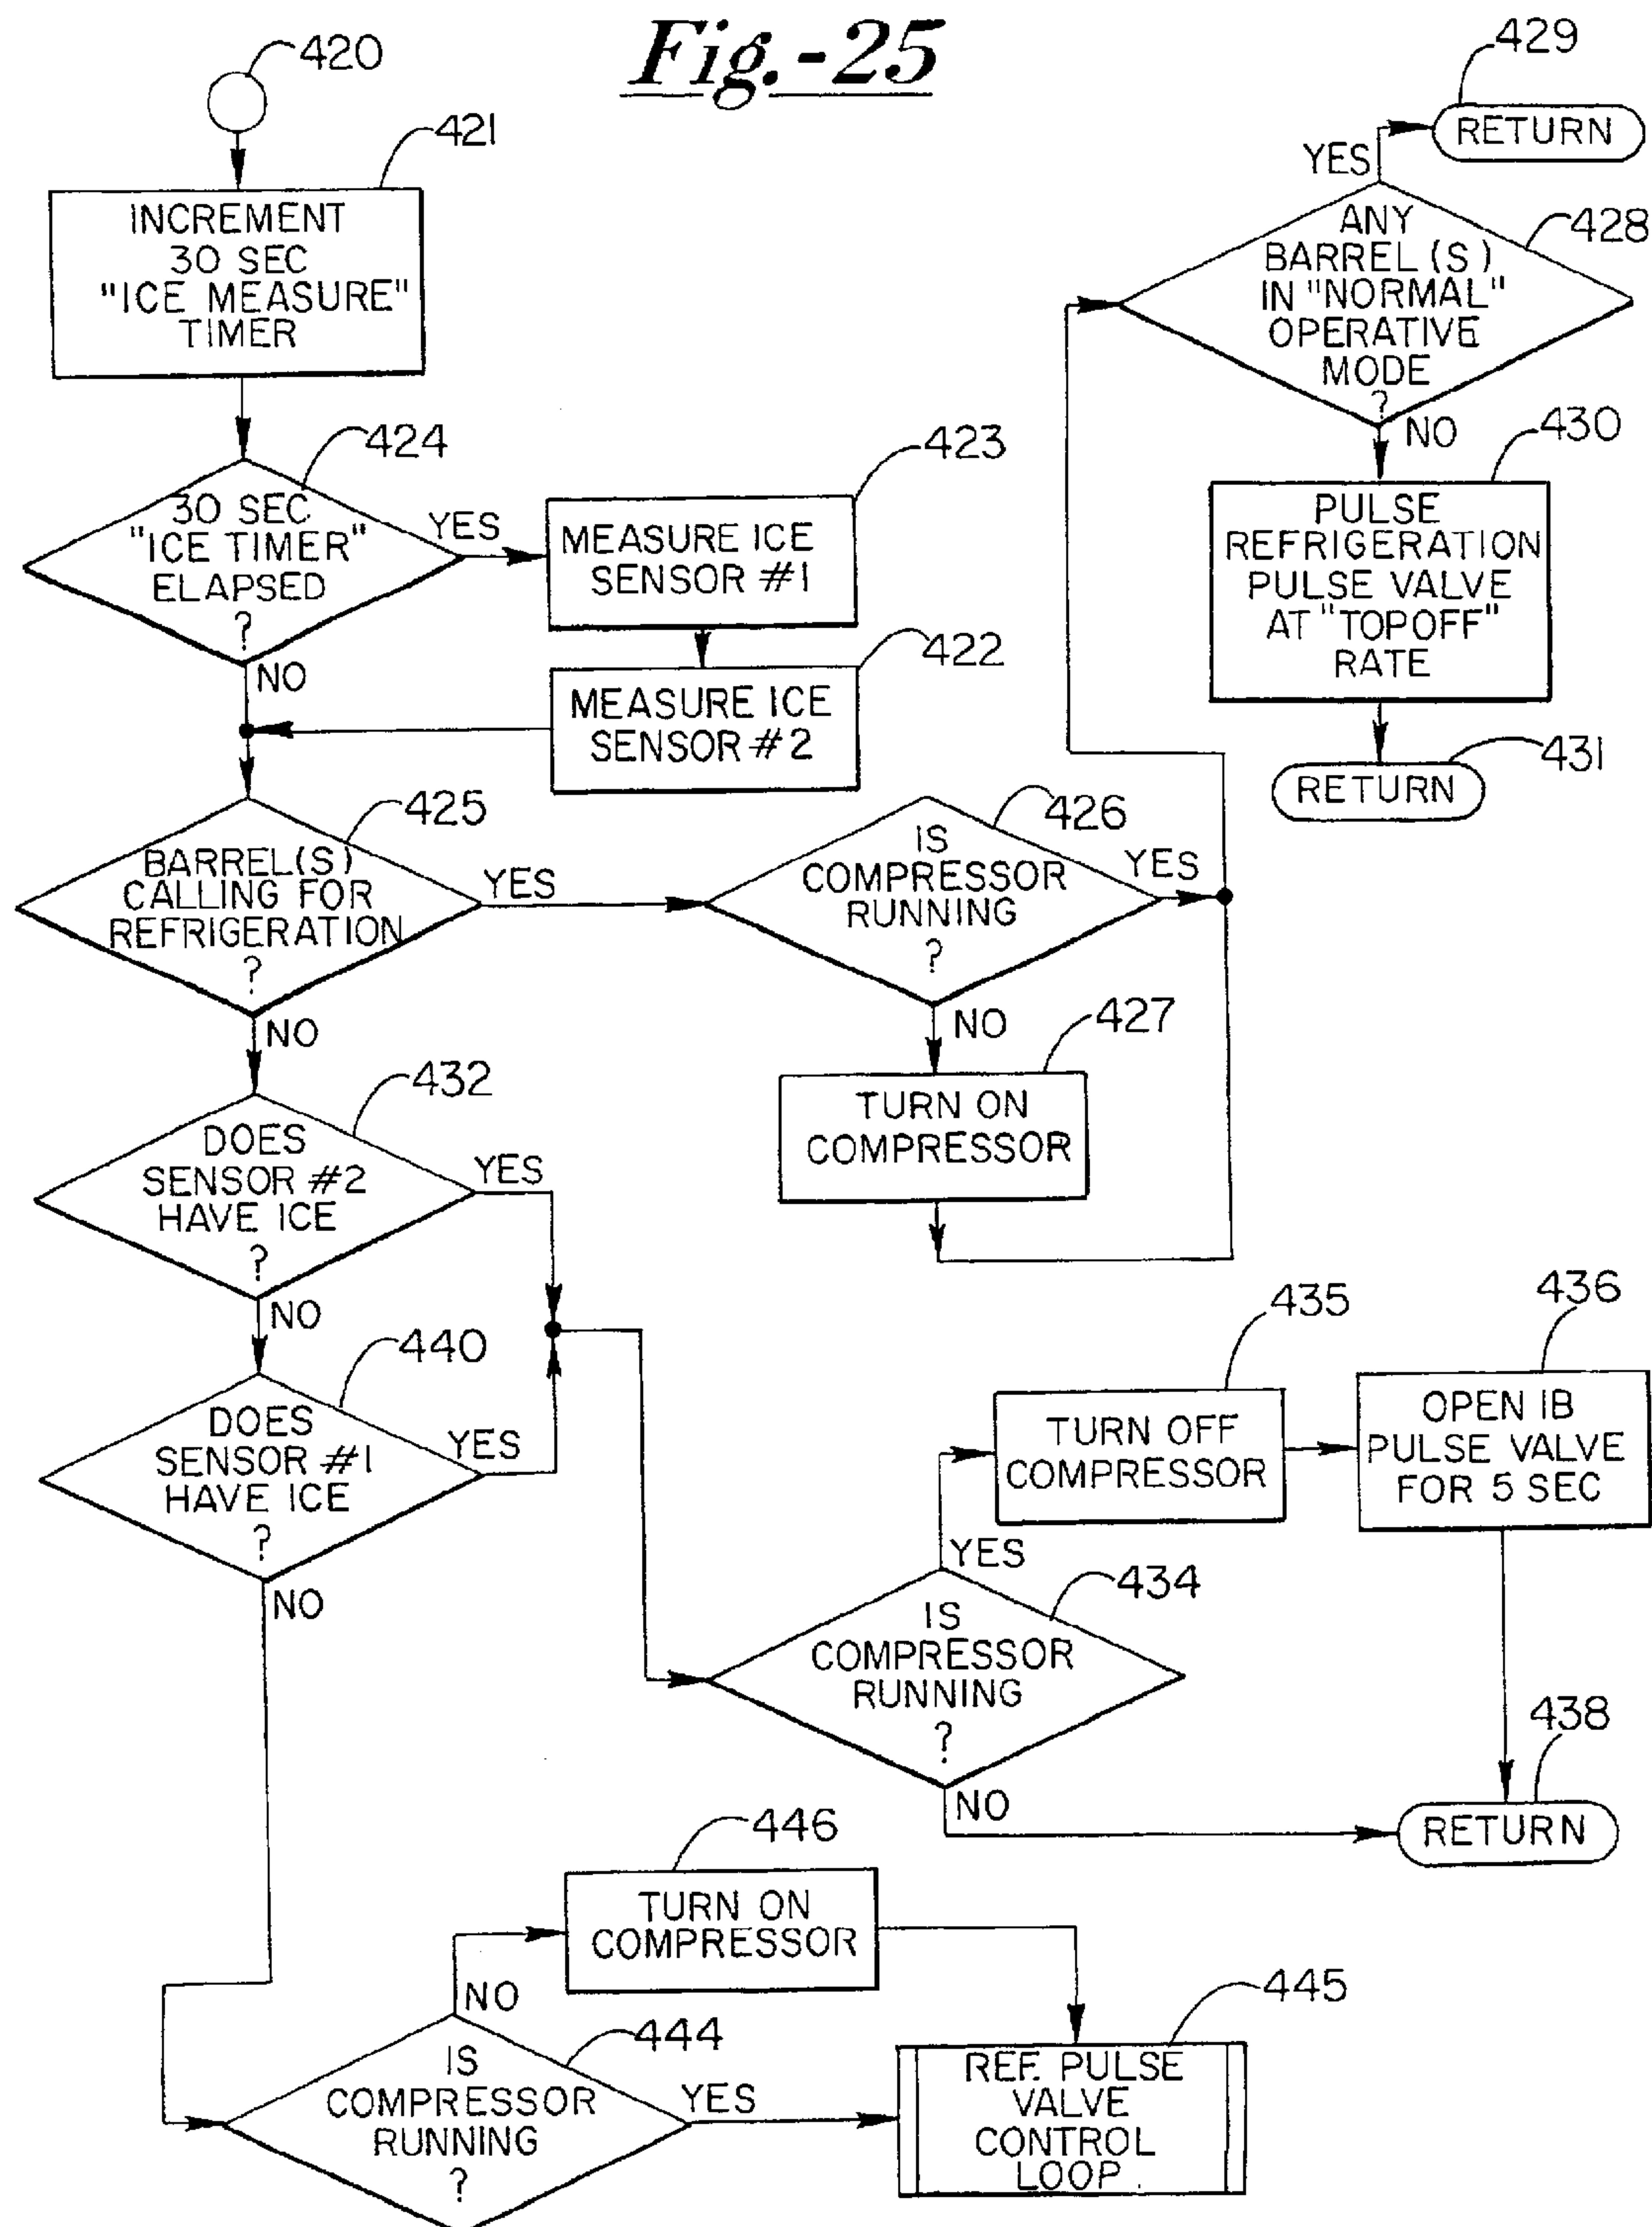 Fig.-25
420
421
INCREMENT
30 SEC
"ICE MEASURE"
TIMER
424
30 SEC
"ICE TIMER"
ELAPSED
?
YES
NO
423
MEASURE ICE
SENSOR #1
422
MEASURE ICE
SENSOR #2
425
BARREL(S)
CALLING FOR
REFRIGERATION
?
YES
NO
426
IS
COMPRESSOR
RUNNING
?
YES
NO
427
TURN ON
COMPRESSOR
429
RETURN
YES
428
ANY
BARREL(S)
IN "NORMAL"
OPERATIVE
MODE
?
NO
430
PULSE
REFRIGERATION
PULSE VALVE
AT "TOPOFF"
RATE
431
RETURN
432
DOES
SENSOR #2
HAVE ICE
?
YES
NO
440
DOES
SENSOR #1
HAVE ICE
?
YES
NO
435
TURN OFF
COMPRESSOR
436
OPEN IB
PULSE VALVE
FOR 5 SEC
YES
434
IS
COMPRESSOR
RUNNING
?
NO
438
RETURN
446
TURN ON
COMPRESSOR
NO
444
IS
COMPRESSOR
RUNNING
?
YES
445
REF. PULSE
VALVE
CONTROL
LOOP